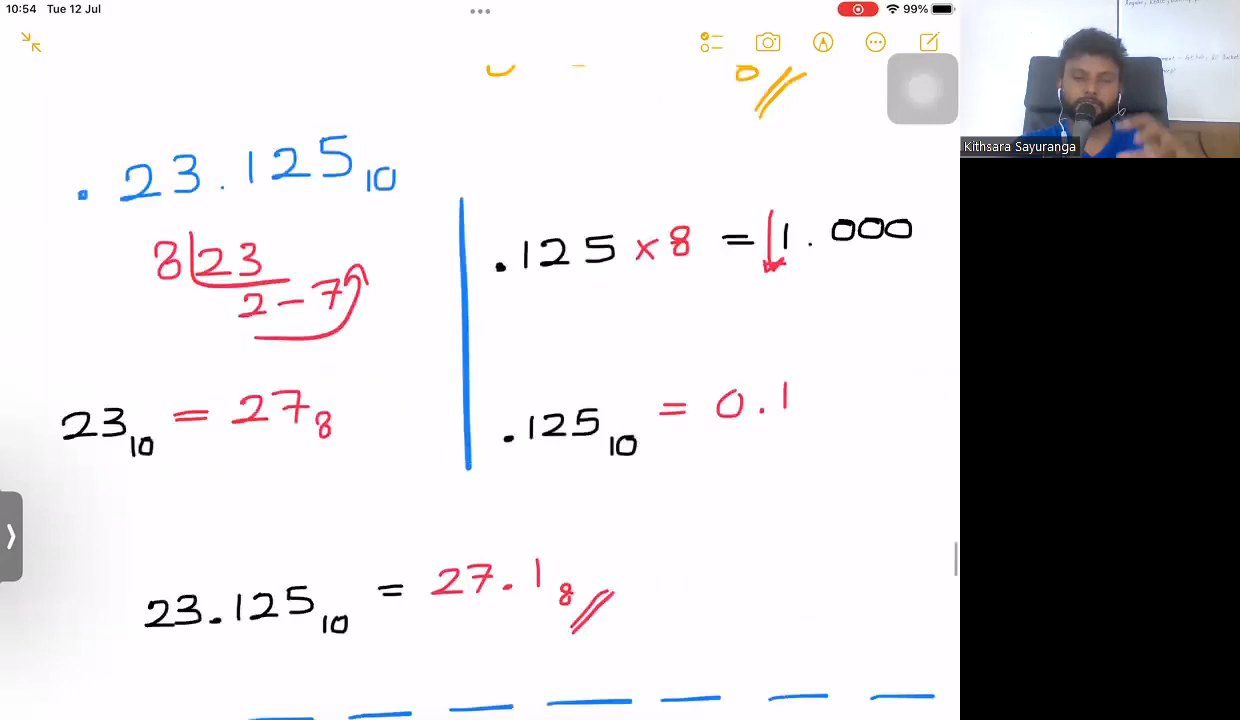 10:54 Tue 12 Jul
99%
. 23.125₁₀
8 23
2 - 7
23₁₀ = 27₈
.125 x 8 = 1.000
.125₁₀ = 0.1
23.125₁₀ = 27.1₈
Kithsara Sayuranga